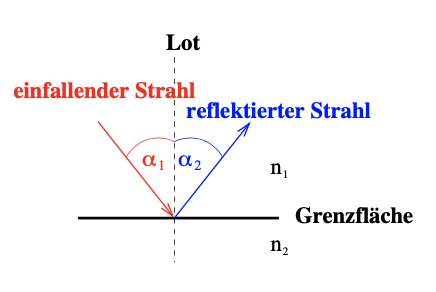 Lot
einfallender Strahl
reflektierter Strahl
α₁
α₂
n₁
Grenzfläche
n₂